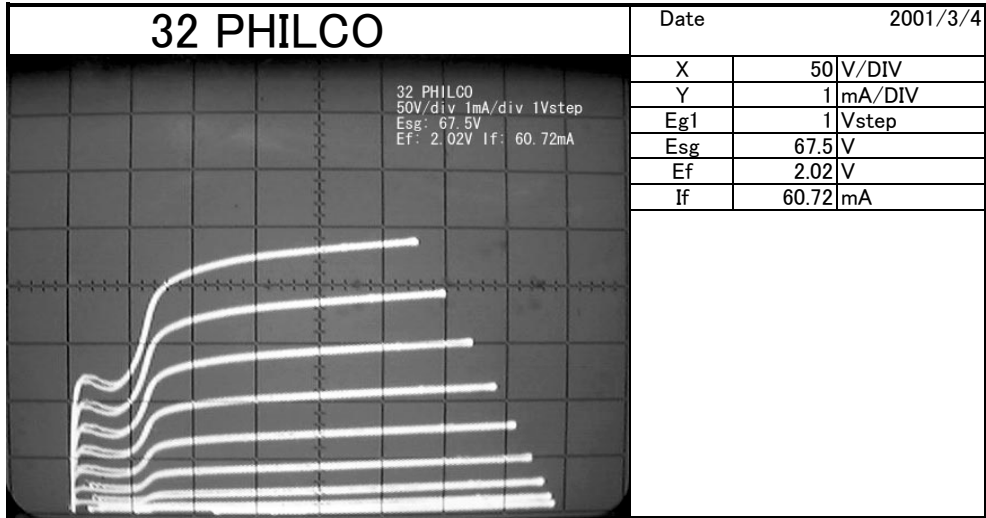 32 PHILCO
Date 2001/3/4
32 PHILCO
50V/div 1mA/div 1Vstep
Esg: 67.5V
Ef: 2.02V If: 60.72mA
X 50 V/DIV
Y 1 mA/DIV
Eg1 1 Vstep
Esg 67.5 V
Ef 2.02 V
If 60.72 mA